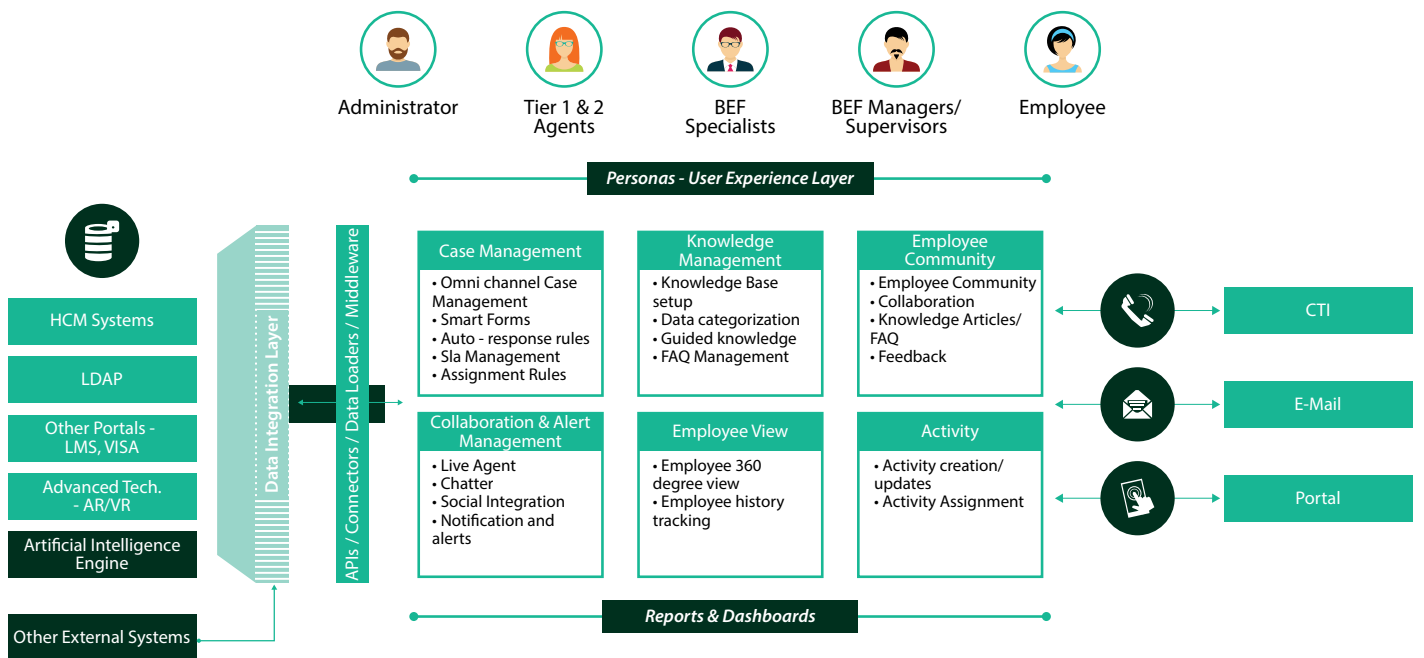 Administrator
Tier 1 & 2
Agents
BEF
Specialists
BEF Managers/
Supervisors
Employee
Personas - User Experience Layer
HCM Systems
LDAP
Other Portals -
LMS, VISA
Advanced Tech.
- AR/VR
Artificial Intelligence
Engine
Other External Systems
Data Integration Layer
APIs / Connectors / Data Loaders / Middleware
Case Management
• Omni channel Case
Management
• Smart Forms
• Auto - response rules
• Sla Management
• Assignment Rules
Knowledge
Management
• Knowledge Base
setup
• Data categorization
• Guided knowledge
• FAQ Management
Employee
Community
• Employee Community
• Collaboration
• Knowledge Articles/
FAQ
• Feedback
Collaboration & Alert
Management
• Live Agent
• Chatter
• Social Integration
• Notification and
alerts
Employee View
• Employee 360
degree view
• Employee history
tracking
Activity
• Activity creation/
updates
• Activity Assignment
CTI
E-Mail
Portal
Reports & Dashboards